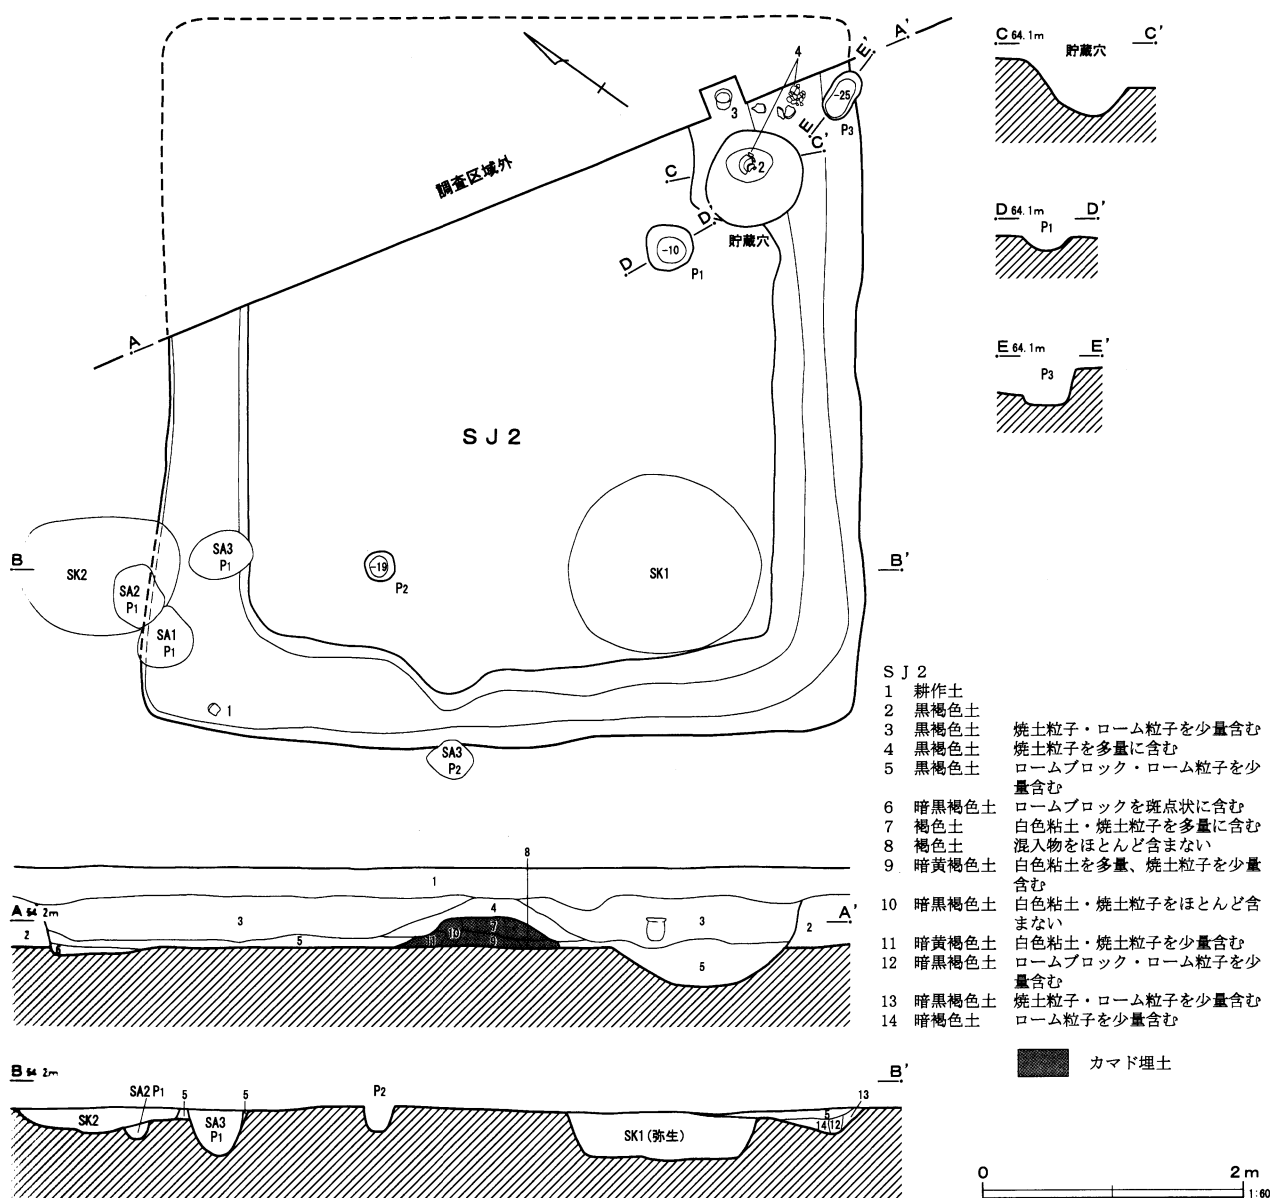 C 64.1m C'
貯蔵穴
A'
E'
4
-25
3
E
P3
C'
2
C
調査区域外
D'
貯蔵穴
-10
D
P1
D 64.1m D'
P1
A
E 64.1m E'
P3
SJ2
B
SK2
SA3
P1
SA2
P1
-19
P2
SK1
B'
SA1
P1
1
SA3
P2
SJ2
1 耕作土
2 黒褐色土
3 黒褐色土 焼土粒子・ローム粒子を少量含む
4 黒褐色土 焼土粒子を多量に含む
5 黒褐色土 ロームブロック・ローム粒子を少
量含む
6 暗黒褐色土 ロームブロックを斑点状に含む
7 褐色土 白色粘土・焼土粒子を多量に含む
8 褐色土 混入物をほとんど含まない
9 暗黄褐色土 白色粘土を多量、焼土粒子を少量
含む
10 暗黒褐色土 白色粘土・焼土粒子をほとんど含
まない
11 暗黄褐色土 白色粘土・焼土粒子を少量含む
12 暗黒褐色土 ロームブロック・ローム粒子を少
量含む
13 暗黒褐色土 焼土粒子・ローム粒子を少量含む
14 暗褐色土 ローム粒子を少量含む
カマド埋土
8
1
4
A 2m A'
2 3 7 3 2
6 5 9 5
B 2m B'
SA2 P1 5 5 P2 13
SK2 SA3 P1 SK1(弥生) 5 14 12
0 2m
1:60